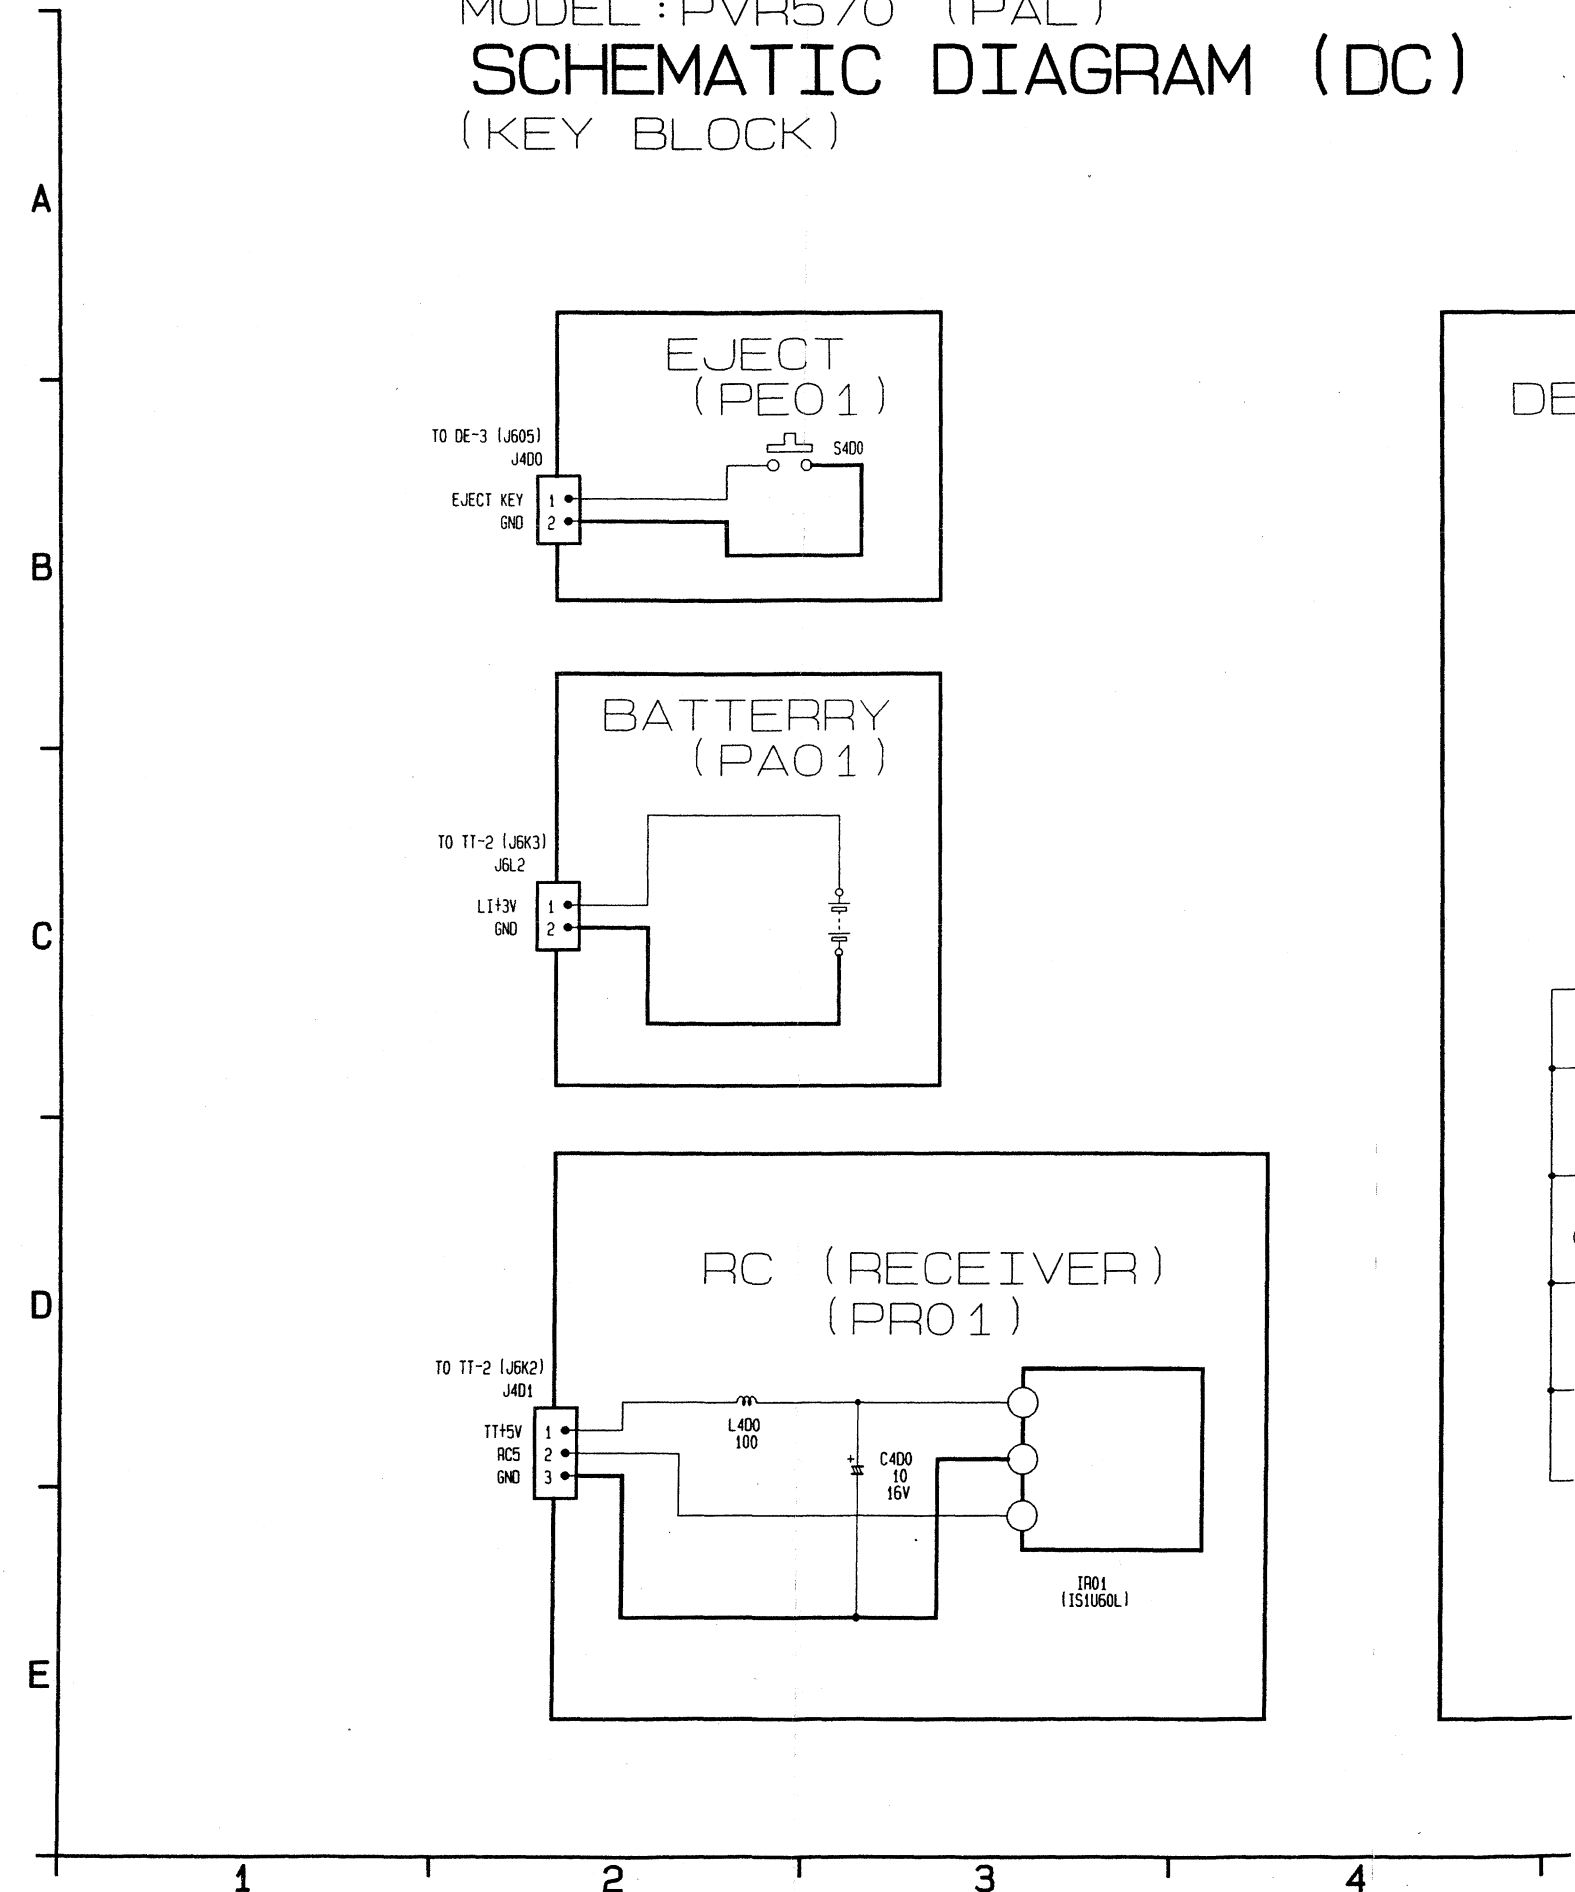 MODEL:PVR570 (PAL)
SCHEMATIC DIAGRAM (DC)
(KEY BLOCK)
A
EJECT
(PE01)
DE
TO DE-3 (J605)
J4D0
S4D0
EJECT KEY 1
GND 2
B
BATTERRY
(PA01)
TO TT-2 (J6K3)
J6L2
LI+3V 1
GND 2
C
RC (RECEIVER)
(PR01)
D
TO TT-2 (J6K2)
J4D1
TT+5V 1
RC5 2
GND 3
L4D0
100
+
C4D0
10
16V
IR01
(IS1U60L)
E
1 2 3 4